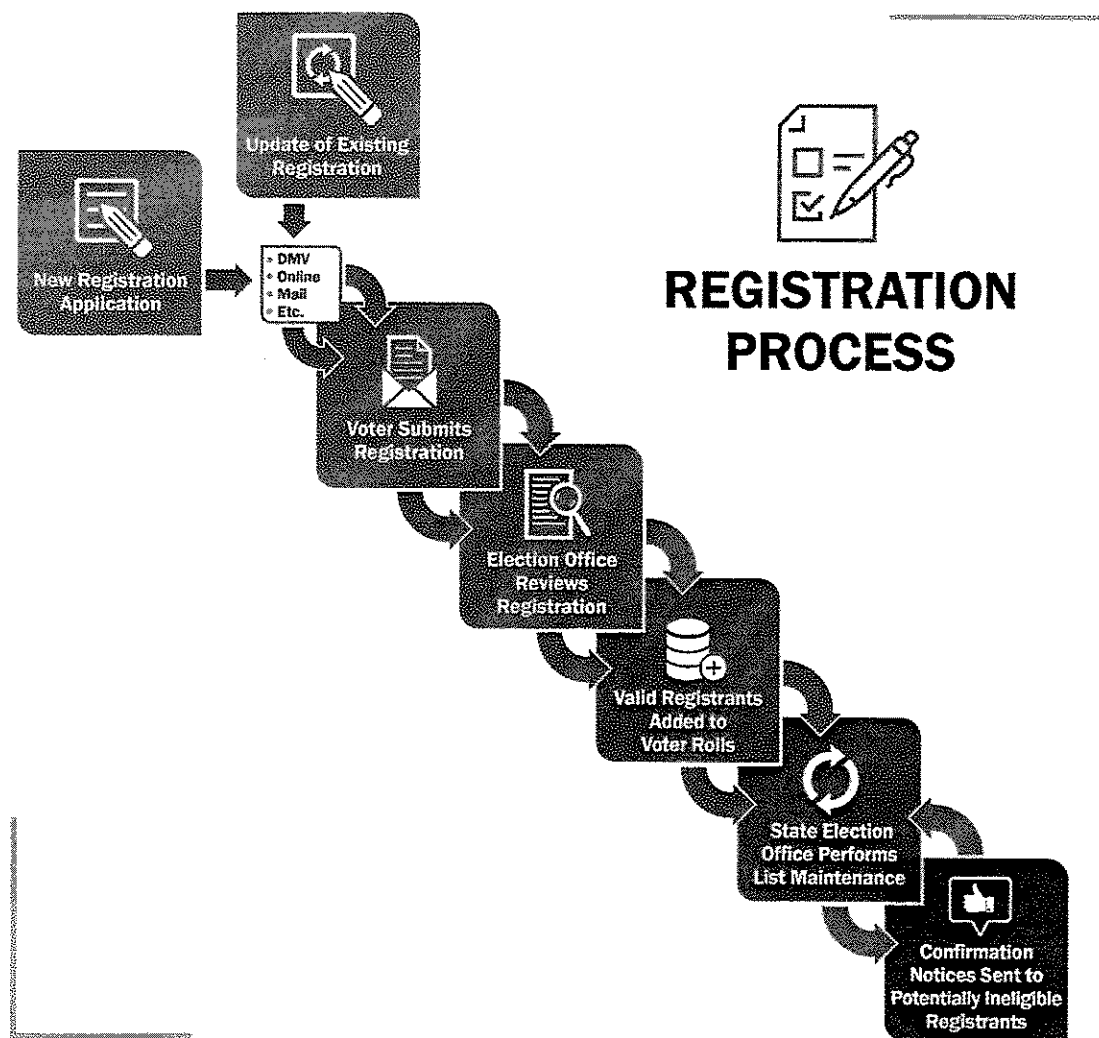 Update of Existing
Registration
New Registration
Application
• DMV
• Online
• Mail
• Etc.
REGISTRATION
PROCESS
Voter Submits
Registration
Election Office
Reviews
Registration
Valid Registrants
Added to
Voter Rolls
State Election
Office Performs
List Maintenance
Confirmation
Notices Sent to
Potentially Ineligible
Registrants